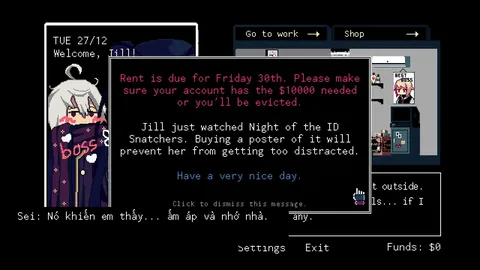 TUE 27/12
Welcome, Jill!
Go to work →
Shop →
BEST
BOSS
Rent is due for Friday 30th. Please make
sure your account has the $10000 needed
or you'll be evicted.
Jill just watched Night of the ID
Snatchers. Buying a poster of it will
prevent her from getting too distracted.
Have a very nice day.
Click to dismiss this message.
boss
t outside.
ls... if I
any.
Sei: Nó khiến em thấy... ấm áp và nhớ nhà.
Settings
Exit
Funds: $0